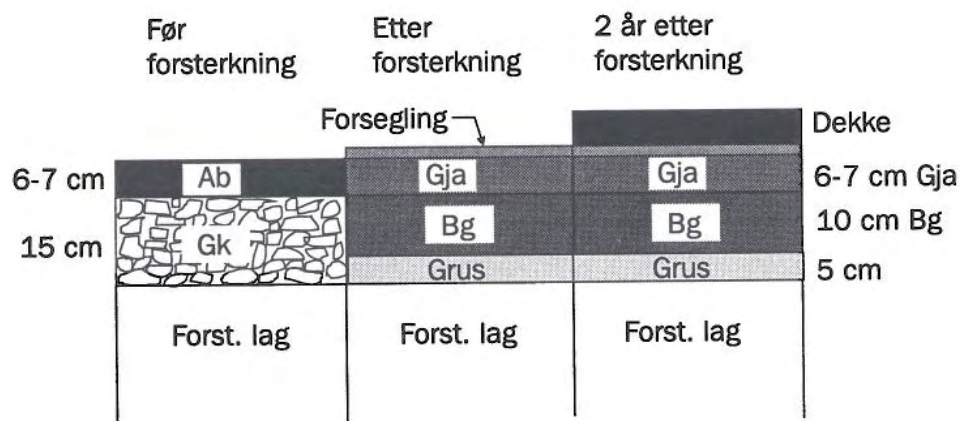 Før
forsterkning
Etter
forsterkning
2 år etter
forsterkning
Forsegling
Dekke
6-7 cm
Ab
Gja
Gja
6-7 cm Gja
15 cm
Gk
Bg
Bg
10 cm Bg
Grus
Grus
5 cm
Forst. lag
Forst. lag
Forst. lag